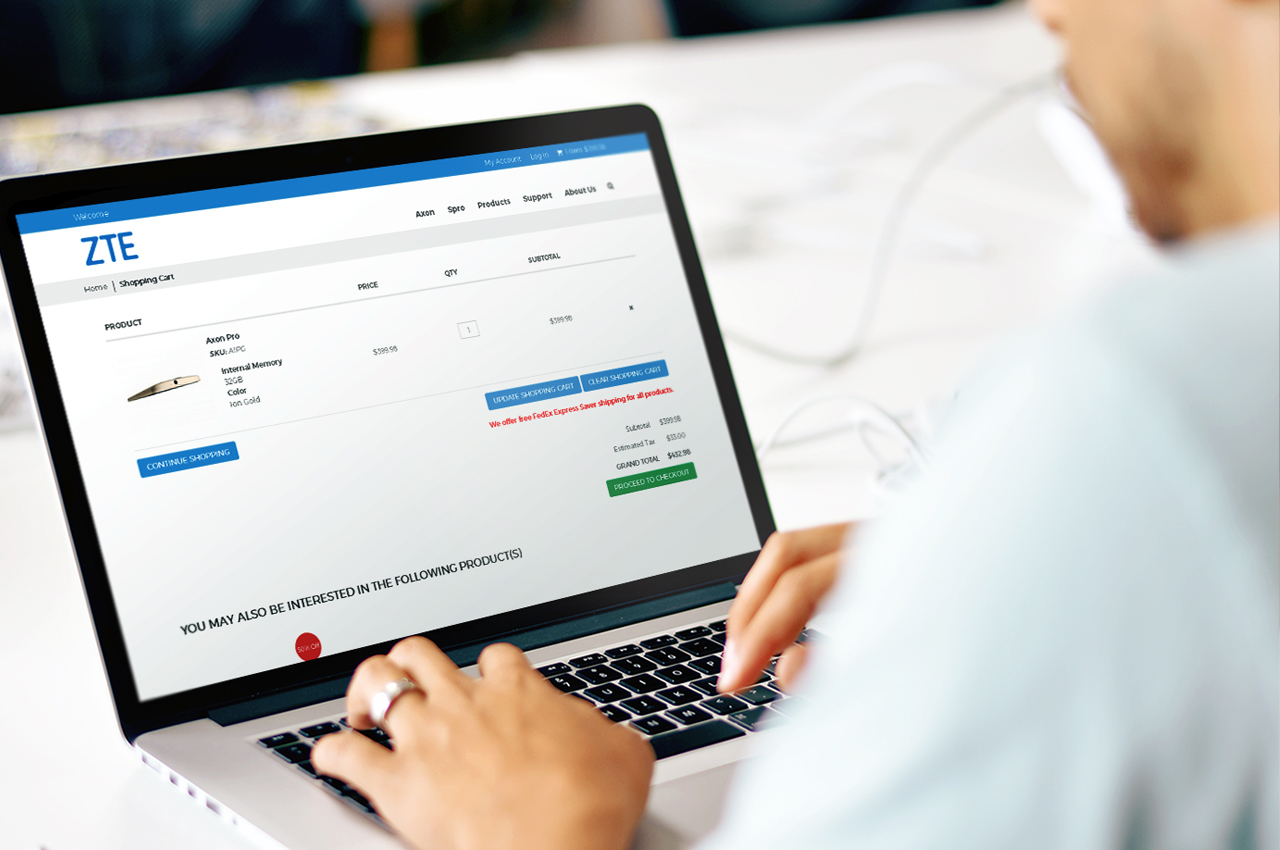 Welcome
My Account Log In 1 Item $399.98
ZTE
Axon Spro Products Support About Us
Home | Shopping Cart
PRODUCT PRICE QTY SUBTOTAL
Axon Pro
SKU: A1PG
$399.98 1 $399.98
Internal Memory
32GB
Color
Ion Gold
UPDATE SHOPPING CART CLEAR SHOPPING CART
We offer free FedEx Express Saver shipping for all products.
CONTINUE SHOPPING
Subtotal $399.98
Estimated Tax $33.00
GRAND TOTAL $432.98
PROCEED TO CHECKOUT
YOU MAY ALSO BE INTERESTED IN THE FOLLOWING PRODUCT(S)